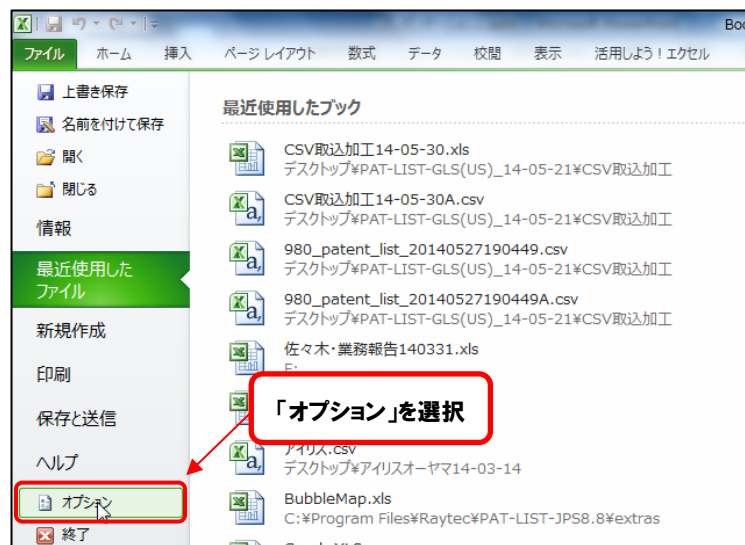 Boo
ファイル ホーム 挿入 ページ レイアウト 数式 データ 校閲 表示 活用しよう！エクセル
上書き保存
名前を付けて保存
開く
閉じる
情報
最近使用した
ファイル
新規作成
印刷
保存と送信
ヘルプ
オプション
終了
最近使用したブック
CSV取込加工14-05-30.xls
デスクトップ¥PAT-LIST-GLS(US)_14-05-21¥CSV取込加工
CSV取込加工14-05-30A.csv
デスクトップ¥PAT-LIST-GLS(US)_14-05-21¥CSV取込加工
980_patent_list_20140527190449.csv
デスクトップ¥PAT-LIST-GLS(US)_14-05-21¥CSV取込加工
980_patent_list_20140527190449A.csv
デスクトップ¥PAT-LIST-GLS(US)_14-05-21¥CSV取込加工
佐々木・業務報告140331.xls
F:
「オプション」を選択
アイリス.csv
デスクトップ¥アイリスオーヤマ14-03-14
BubbleMap.xls
C:¥Program Files¥Raytec¥PAT-LIST-JPS8.8¥extras